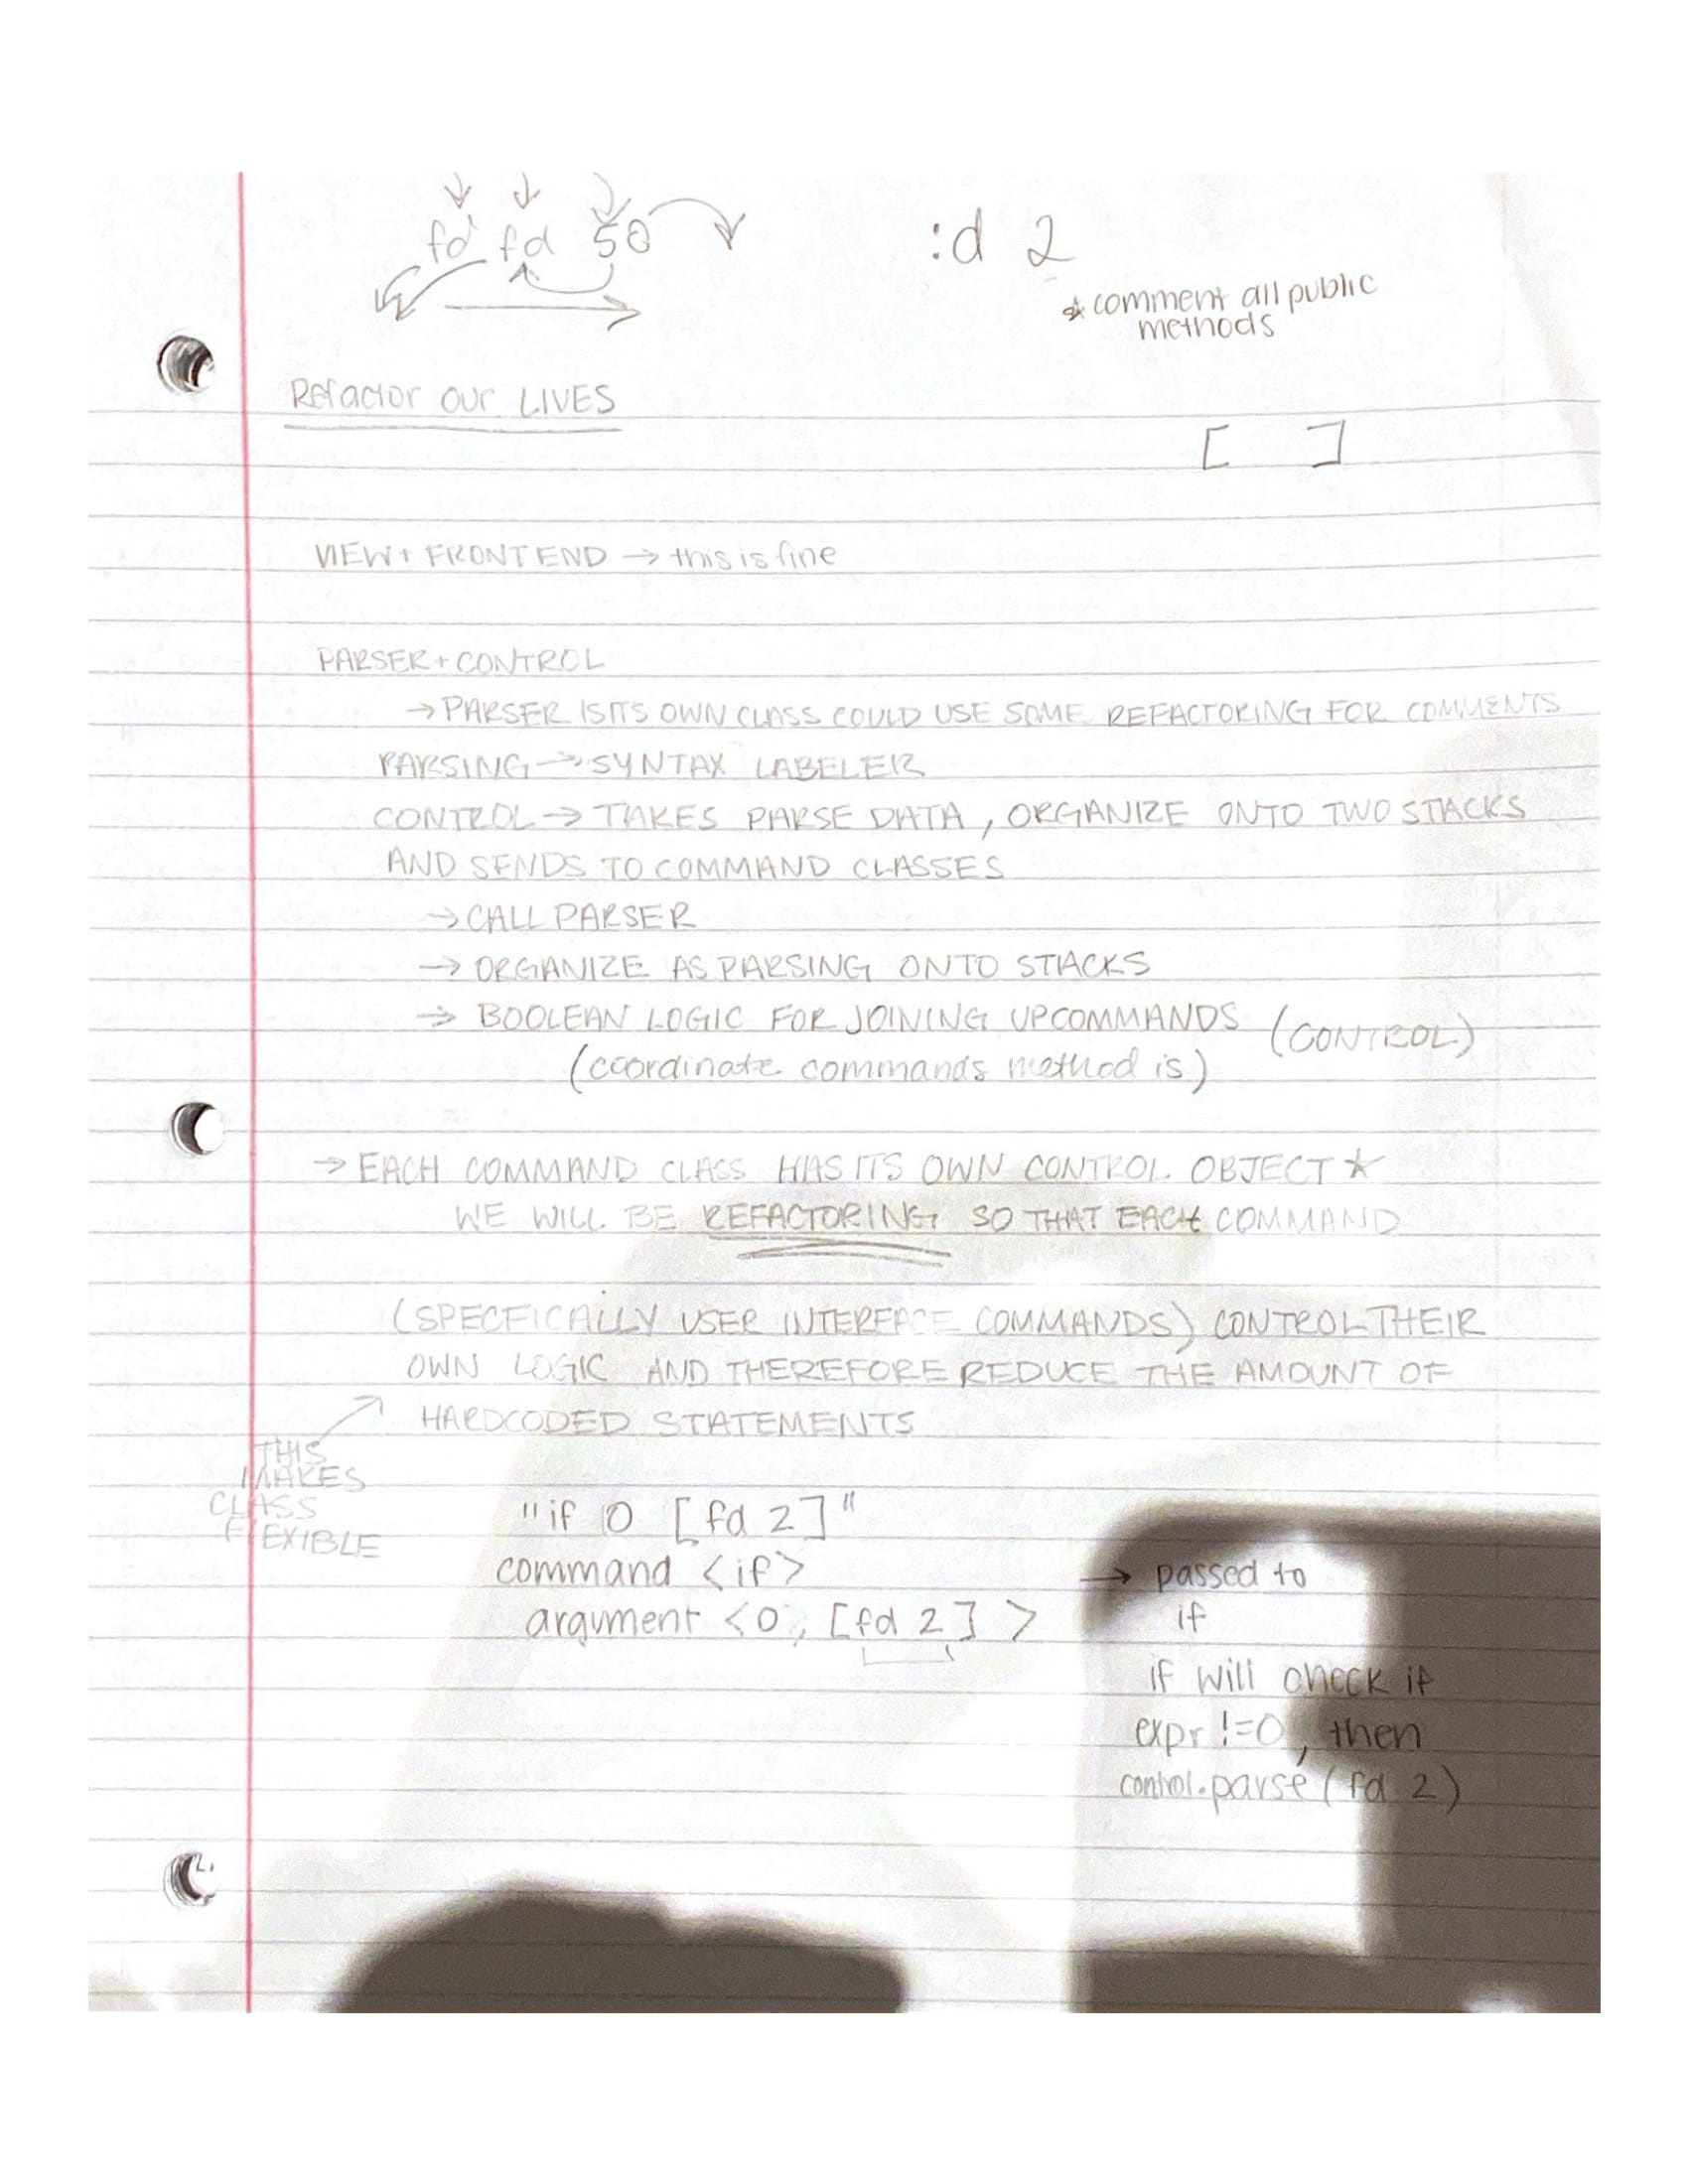 fd fd 50
:d 2
* comment all public
methods
Refactor our LIVES
[ ]
VIEW + FRONTEND → this is fine
PARSER + CONTROL
→ PARSER IS ITS OWN CLASS COULD USE SOME REFACTORING FOR COMMENTS
PARSING → SYNTAX LABELER
CONTROL → TAKES PARSE DATA, ORGANIZE ONTO TWO STACKS
AND SENDS TO COMMAND CLASSES
→ CALL PARSER
→ ORGANIZE AS PARSING ONTO STACKS
→ BOOLEAN LOGIC FOR JOINING UP COMMANDS (CONTROL)
(coordinate commands method is)
→ EACH COMMAND CLASS HAS ITS OWN CONTROL OBJECT ★
WE WILL BE REFACTORING SO THAT EACH COMMAND
(SPECFICALLY USER INTERFACE COMMANDS) CONTROL THEIR
OWN LOGIC AND THEREFORE REDUCE THE AMOUNT OF
HARDCODED STATEMENTS
THIS
MAKES
CLASS
FLEXIBLE
"if 0 [fd 2]"
command <if>
argument <0, [fd 2] >
→ passed to
if
if will check if
expr !=0, then
control.parse(fd 2)